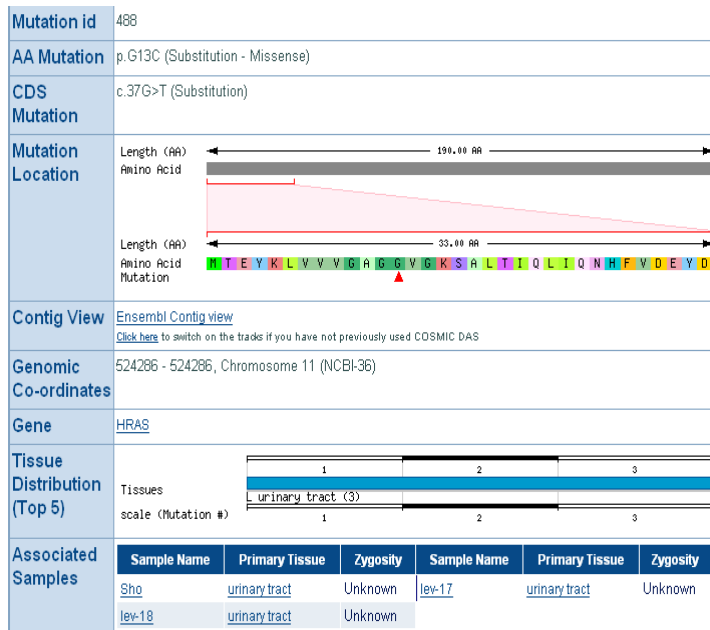 Mutation id 488
AA Mutation p.G13C (Substitution - Missense)
CDS c.37G>T (Substitution)
Mutation
Mutation Length (AA) 190.00 AA
Location Amino Acid
Length (AA) 33.00 AA
Amino Acid M T E Y K L V V V G A G G V G K S A L T I Q L I Q N H F V D E Y D
Mutation
Contig View Ensembl Contig view
Click here to switch on the tracks if you have not previously used COSMIC DAS
Genomic 524286 - 524286, Chromosome 11 (NCBI-36)
Co-ordinates
Gene HRAS
Tissue
Distribution
(Top 5)
1 2 3
Tissues
L urinary tract (3)
scale (Mutation #) 1 2 3
Associated
Samples
Sample Name Primary Tissue Zygosity Sample Name Primary Tissue Zygosity
Sho urinary tract Unknown lev-17 urinary tract Unknown
lev-18 urinary tract Unknown